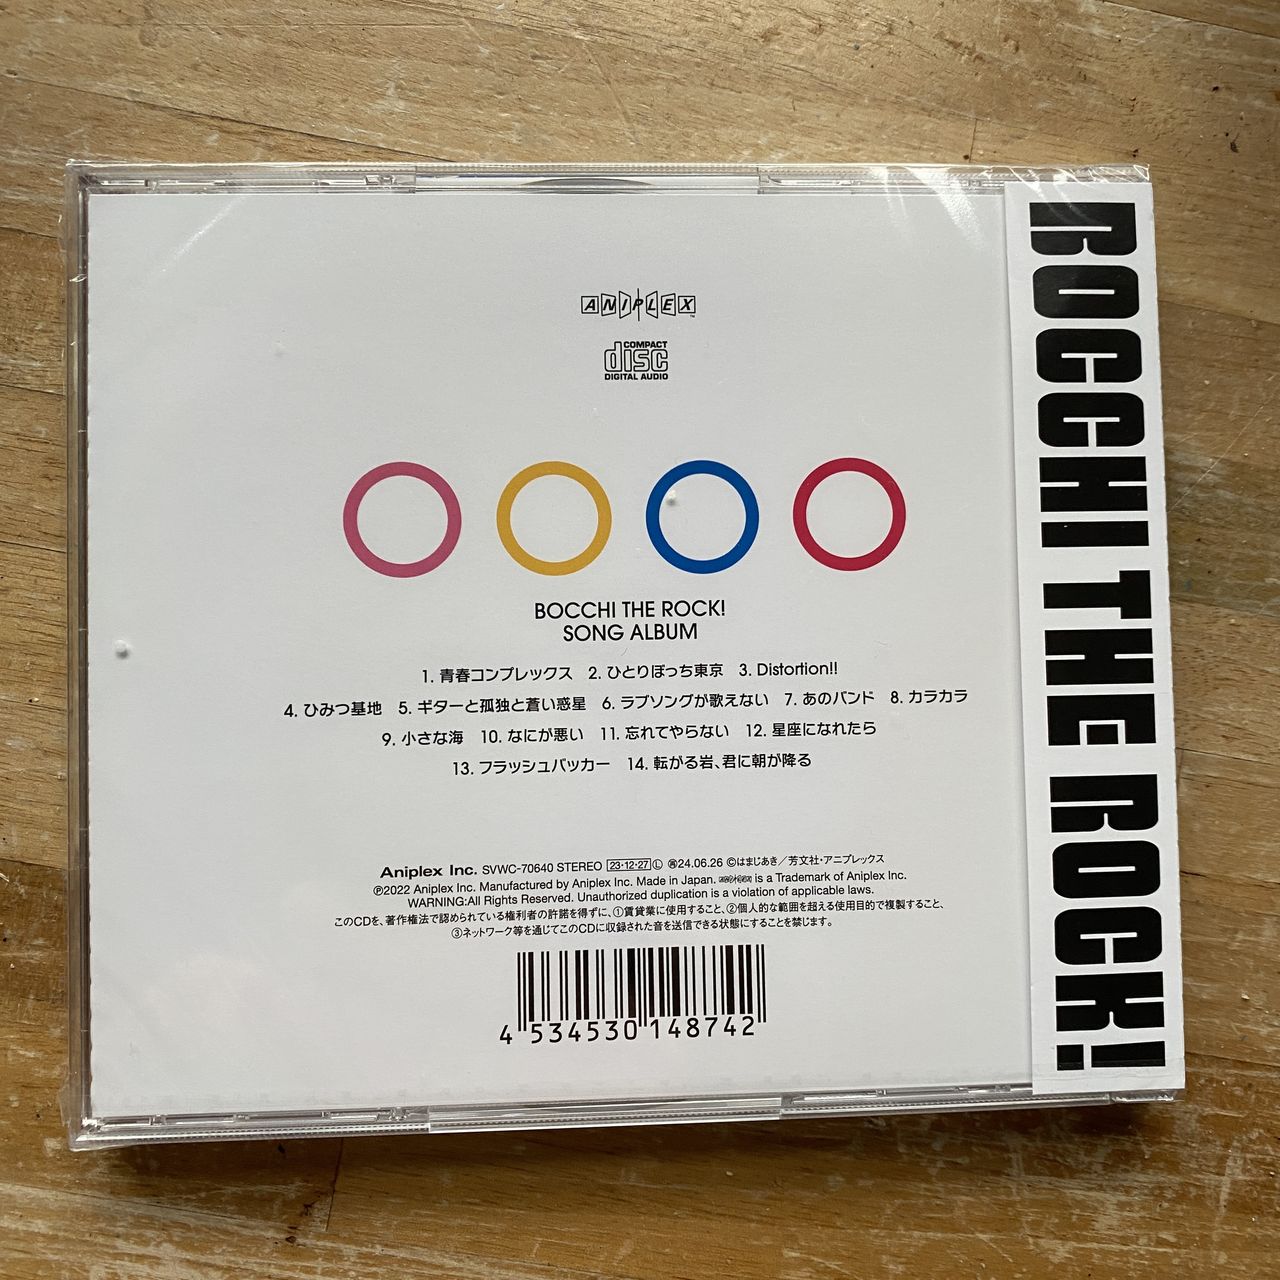 ANIPLEX
COMPACT
disc
DIGITAL AUDIO
BOCCHI THE ROCK!
SONG ALBUM
1. 青春コンプレックス 2. ひとりぼっち東京 3. Distortion!!
4. ひみつ基地 5. ギターと孤独と蒼い惑星 6. ラブソングが歌えない 7. あのバンド 8. カラカラ
9. 小さな海 10. なにが悪い 11. 忘れてやらない 12. 星座になれたら
13. フラッシュバッカー 14. 転がる岩、君に朝が降る
Aniplex Inc. SVWC-70640 STEREO 23・12・27 Ⓛ ㊙24.06.26 ©はまじあき／芳文社・アニプレックス
℗2022 Aniplex Inc. Manufactured by Aniplex Inc. Made in Japan. ANIPLEX is a Trademark of Aniplex Inc.
WARNING:All Rights Reserved. Unauthorized duplication is a violation of applicable laws.
このCDを、著作権法で認められている権利者の許諾を得ずに、①賃貸業に使用すること、②個人的な範囲を超える使用目的で複製すること、
③ネットワーク等を通じてこのCDに収録された音を送信できる状態にすることを禁じます。
4 534530 148742
BOCCHI THE ROCK!